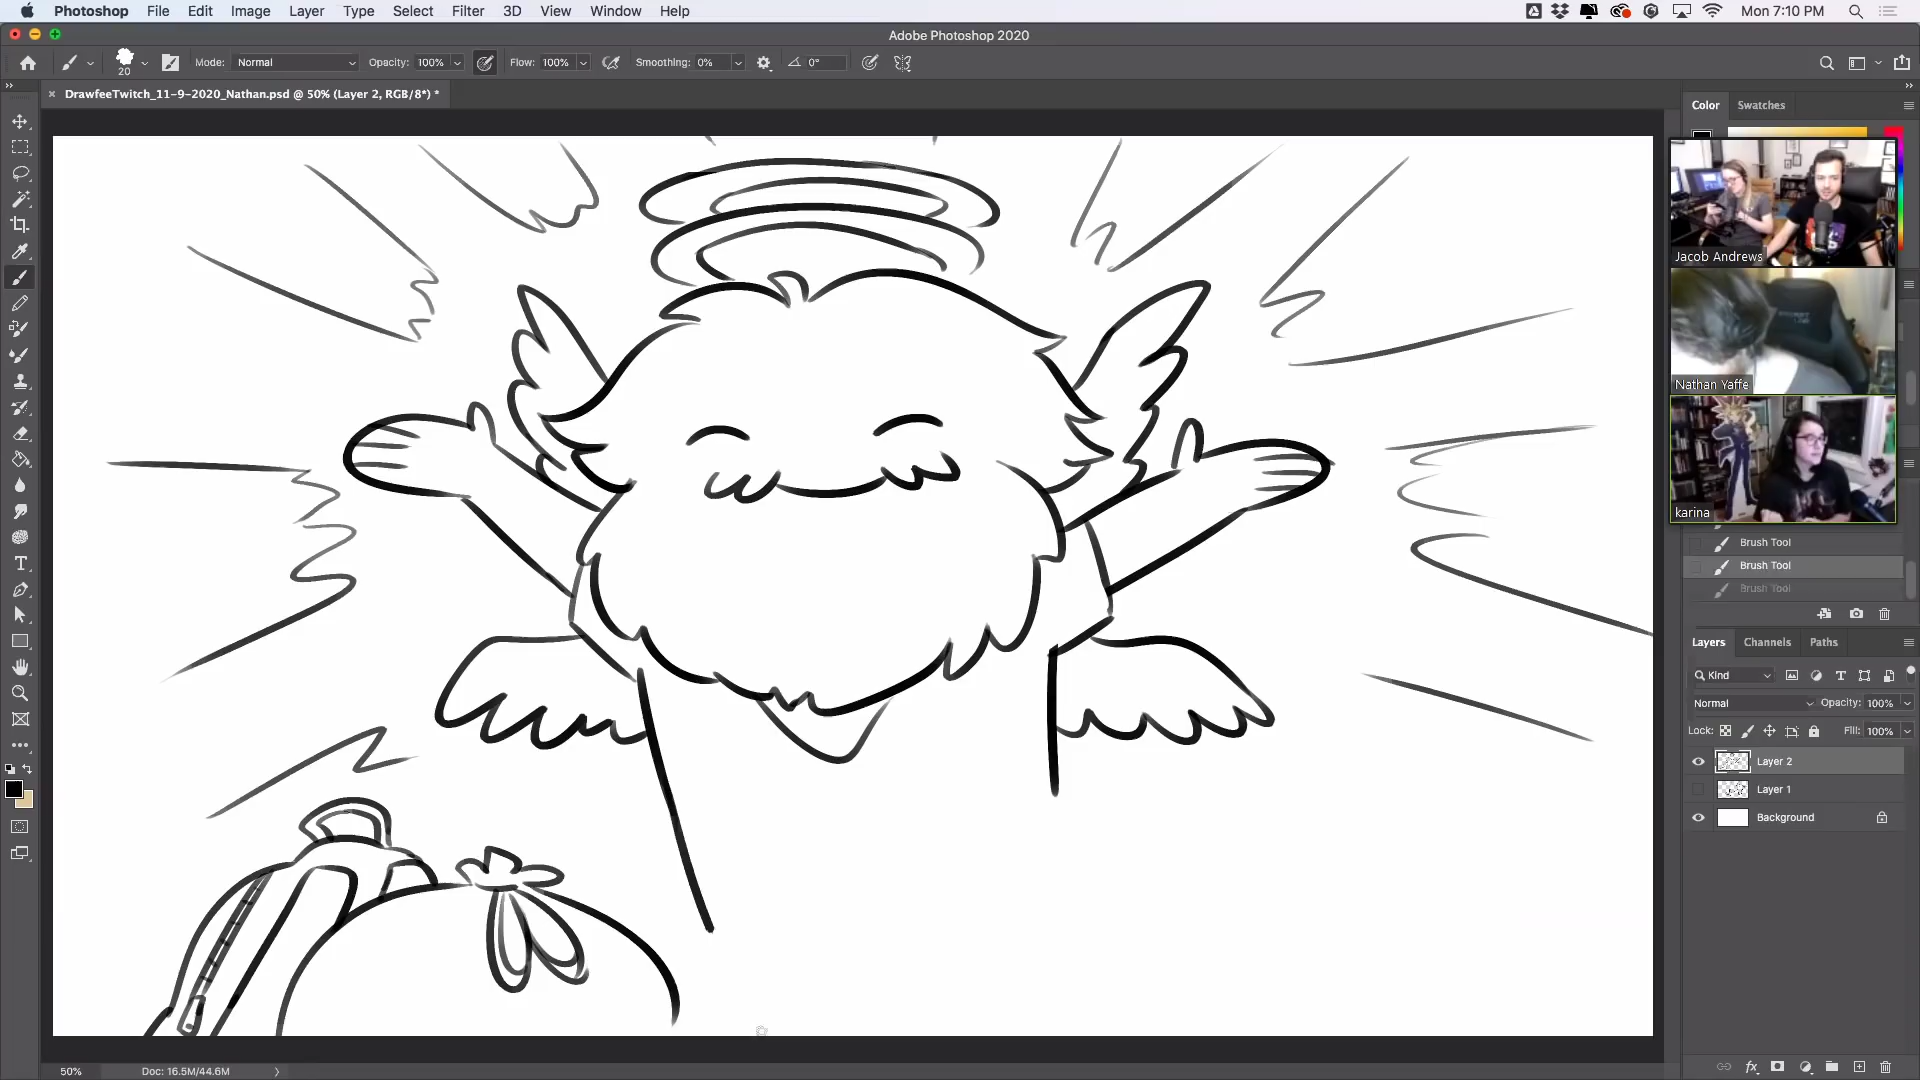 Photoshop File Edit Image Layer Type Select Filter 3D View Window Help Mon 7:10 PM
Adobe Photoshop 2020
20 Mode: Normal Opacity: 100% Flow: 100% Smoothing: 0% 0°
DrawfeeTwitch_11-9-2020_Nathan.psd @ 50% (Layer 2, RGB/8*) *
Color Swatches
Jacob Andrews
Nathan Yaffe
karina
Brush Tool
Brush Tool
Brush Tool
Layers Channels Paths
Kind
Normal Opacity: 100%
Lock: Fill: 100%
Layer 2
Layer 1
Background
50% Doc: 16.5M/44.6M